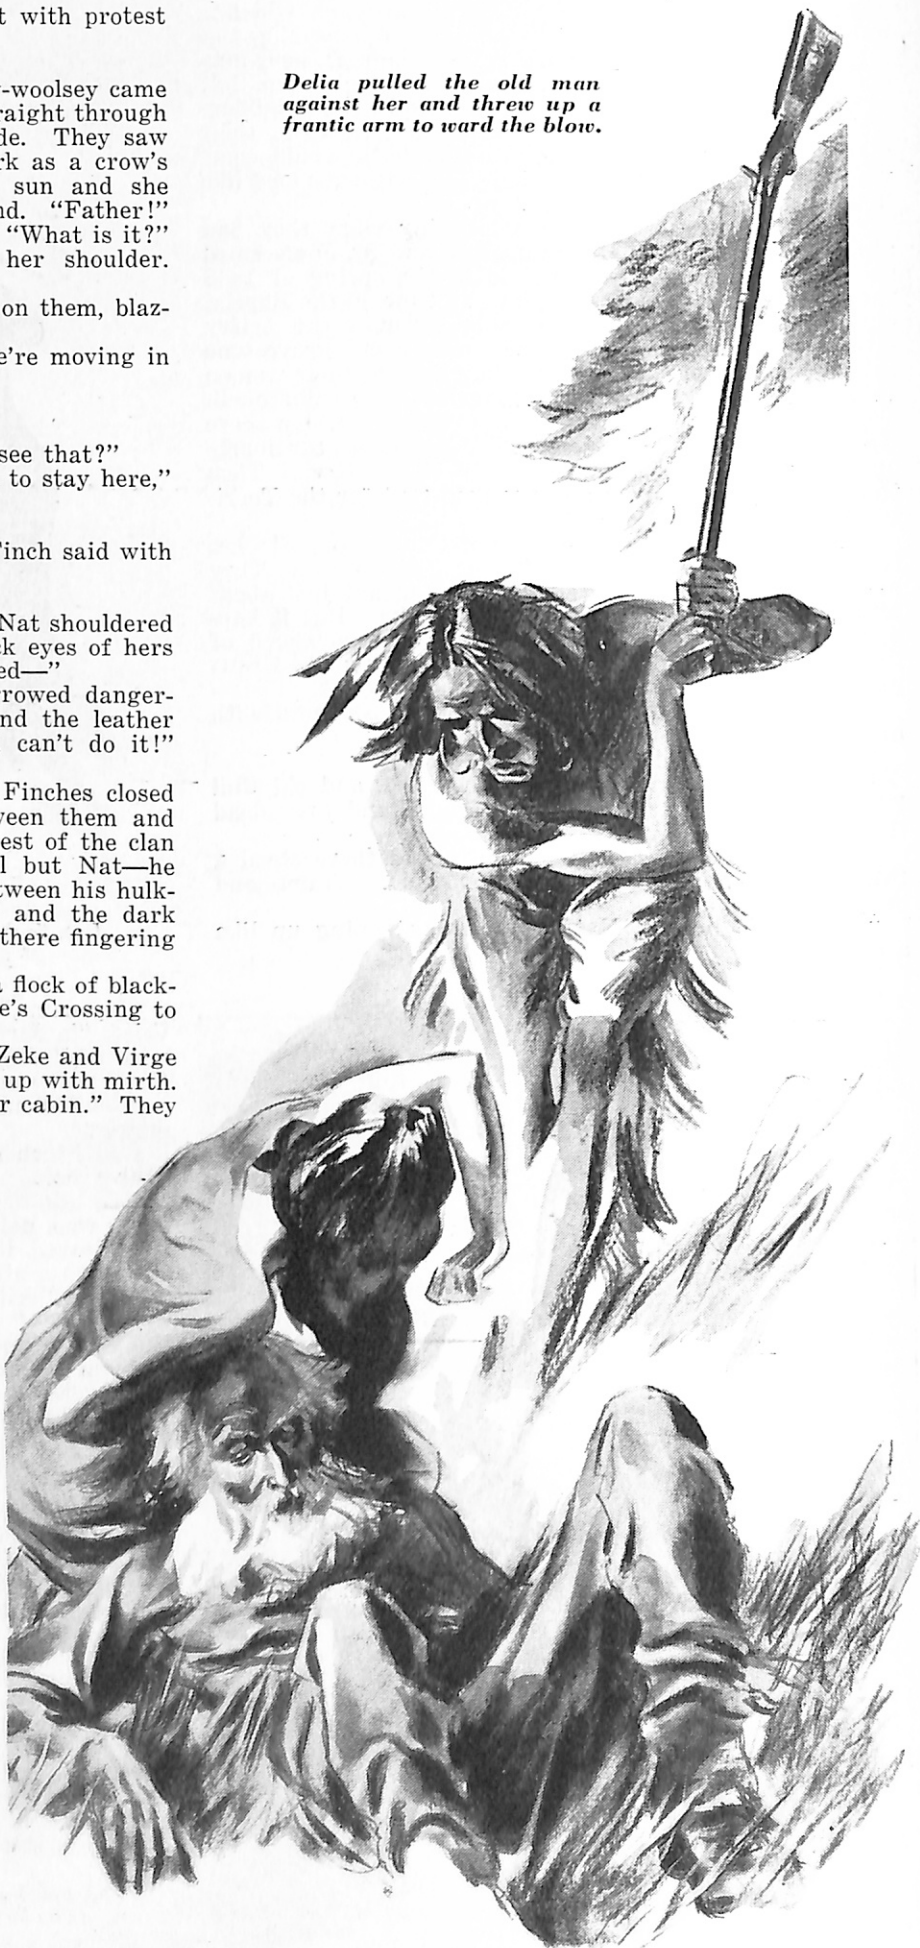 t with protest
-woolsey came
raight through
de. They saw
rk as a crow's
sun and she
nd. “Father!”
“What is it?”
her shoulder.
on them, blaz-
e're moving in
see that?”
to stay here,”
inch said with
Nat shouldered
ck eyes of hers
ed—”
rrowed danger-
nd the leather
can't do it!”
Finches closed
ween them and
est of the clan
l but Nat—he
tween his hulk-
and the dark
there fingering
a flock of black-
e's Crossing to
Zeke and Virge
up with mirth.
r cabin.” They
Delia pulled the old man
against her and threw up a
frantic arm to ward the blow.